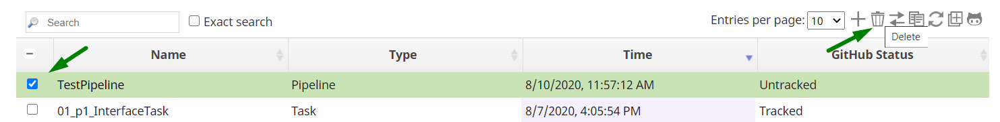 Search Exact search Entries per page: 10
Delete
Name Type Time GitHub Status
TestPipeline Pipeline 8/10/2020, 11:57:12 AM Untracked
01_p1_InterfaceTask Task 8/7/2020, 4:05:54 PM Tracked